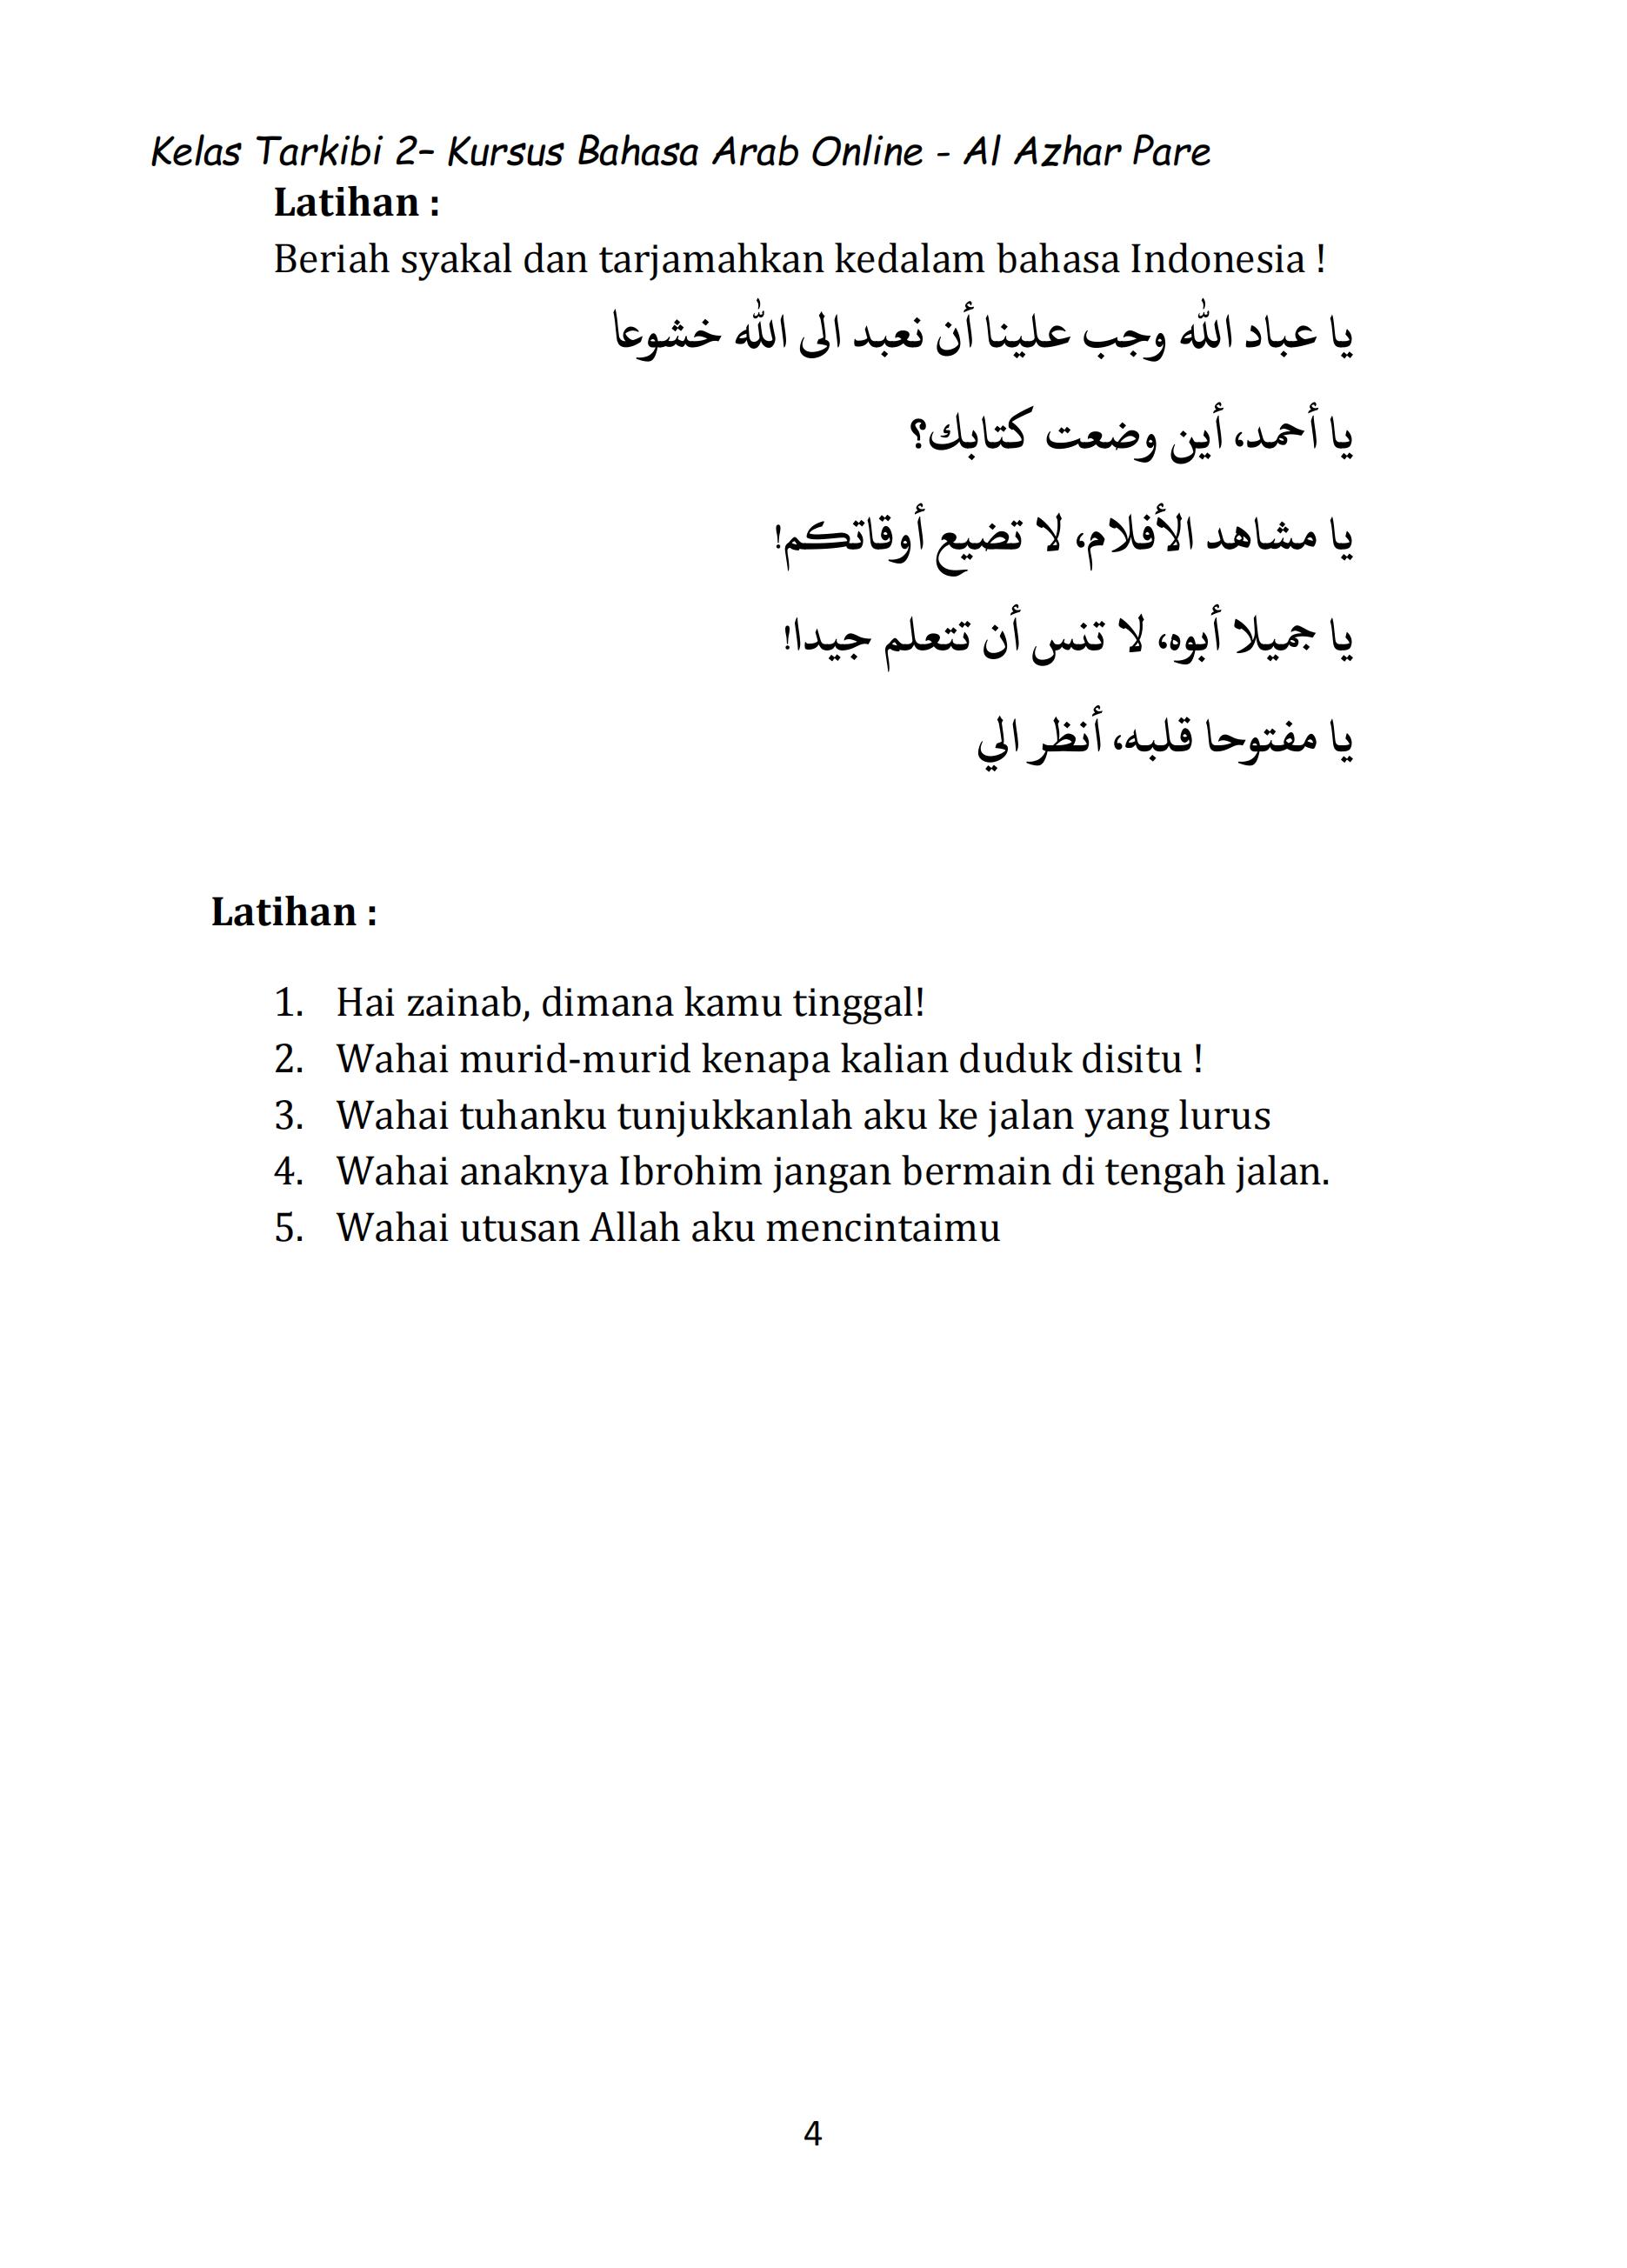 Kelas Tarkibi 2– Kursus Bahasa Arab Online - Al Azhar Pare
Latihan :
Beriah syakal dan tarjamahkan kedalam bahasa Indonesia !
يا عباد الله وجب علينا أن نعبد الى الله خشوعا
يا أحمد، أين وضعت كتابك؟
يا مشاهد الأفلام، لا تضيع أوقاتكم!
يا جميلا أبوه، لا تنس أن تتعلم جيدا!
يا مفتوحا قلبه، أنظر الي
Latihan :
1. Hai zainab, dimana kamu tinggal!
2. Wahai murid-murid kenapa kalian duduk disitu !
3. Wahai tuhanku tunjukkanlah aku ke jalan yang lurus
4. Wahai anaknya Ibrohim jangan bermain di tengah jalan.
5. Wahai utusan Allah aku mencintaimu
4